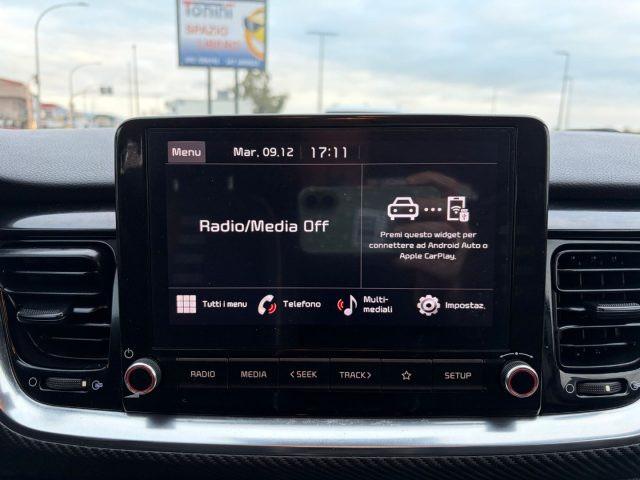 Tonini
SPAZIO
Menu
Mar. 09.12
17:11
Radio/Media Off
Premi questo widget per
connettere ad Android Auto o
Apple CarPlay.
Tutti i menu
Telefono
Multi-
mediali
Impostaz.
RADIO
MEDIA
< SEEK
TRACK >
SETUP